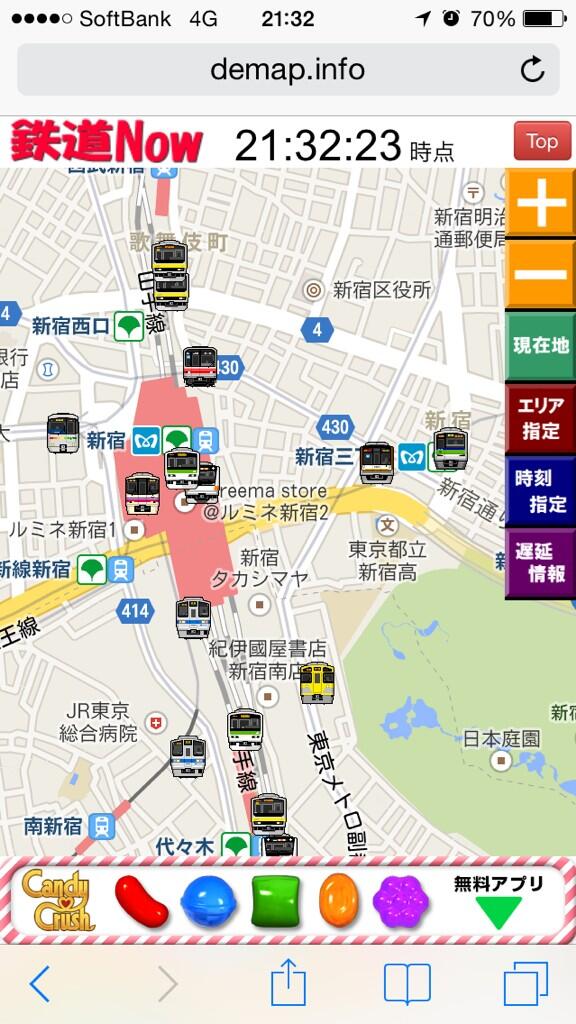 SoftBank 4G 21:32 70%
demap.info
鉄道Now 21:32:23 時点 Top
西武新宿
新宿明治
通郵便局
歌舞伎町
山手線
新宿区役所
4
新宿西口
4
現在地
銀行
店
30
エリア
指定
新宿
430
新宿
新宿三
時刻
指定
reema store
@ルミネ新宿2
新宿通り
ルミネ新宿1
東京都立
新宿高
遅延
情報
新線新宿
新宿
タカシマヤ
414
王線
紀伊國屋書店
新宿南店
JR東京
総合病院
手線
東京メトロ副
日本庭園
南新宿
代々木
Candy
Crush
無料アプリ